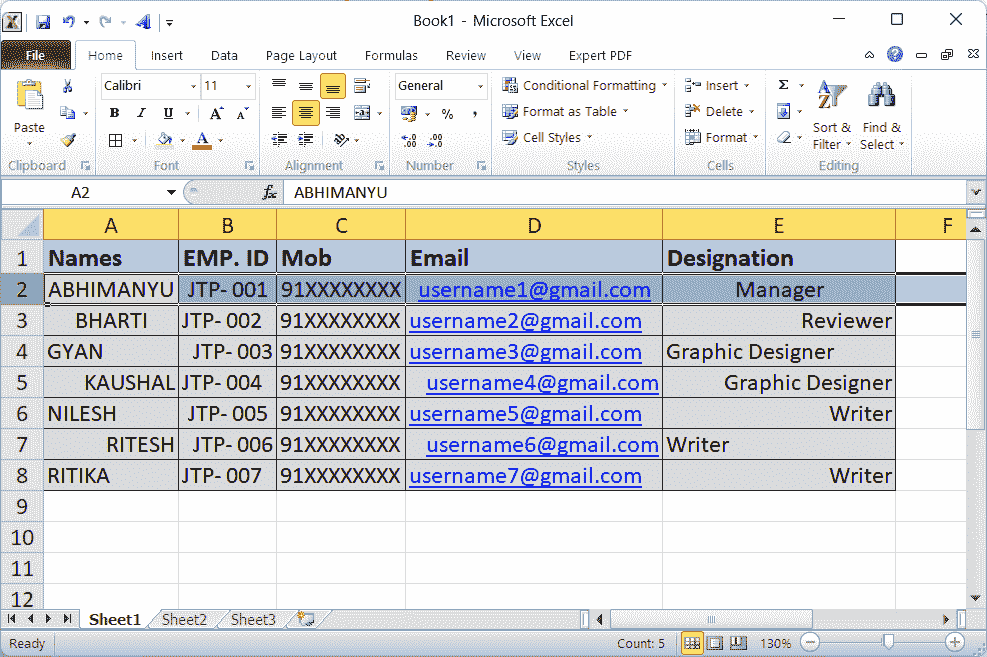 Book1 - Microsoft Excel
File Home Insert Data Page Layout Formulas Review View Expert PDF
Paste
Calibri 11
B I U A A
A
General
% ,
Conditional Formatting
Format as Table
Cell Styles
Insert
Delete
Format
Σ
Sort & Filter
Find & Select
Clipboard Font Alignment Number Styles Cells Editing
A2 fx ABHIMANYU
A B C D E F
1 Names EMP. ID Mob Email Designation
2 ABHIMANYU JTP- 001 91XXXXXXXX username1@gmail.com Manager
3 BHARTI JTP- 002 91XXXXXXXX username2@gmail.com Reviewer
4 GYAN JTP- 003 91XXXXXXXX username3@gmail.com Graphic Designer
5 KAUSHAL JTP- 004 91XXXXXXXX username4@gmail.com Graphic Designer
6 NILESH JTP- 005 91XXXXXXXX username5@gmail.com Writer
7 RITESH JTP- 006 91XXXXXXXX username6@gmail.com Writer
8 RITIKA JTP- 007 91XXXXXXXX username7@gmail.com Writer
9
10
11
12
Sheet1 Sheet2 Sheet3
Ready Count: 5 130%